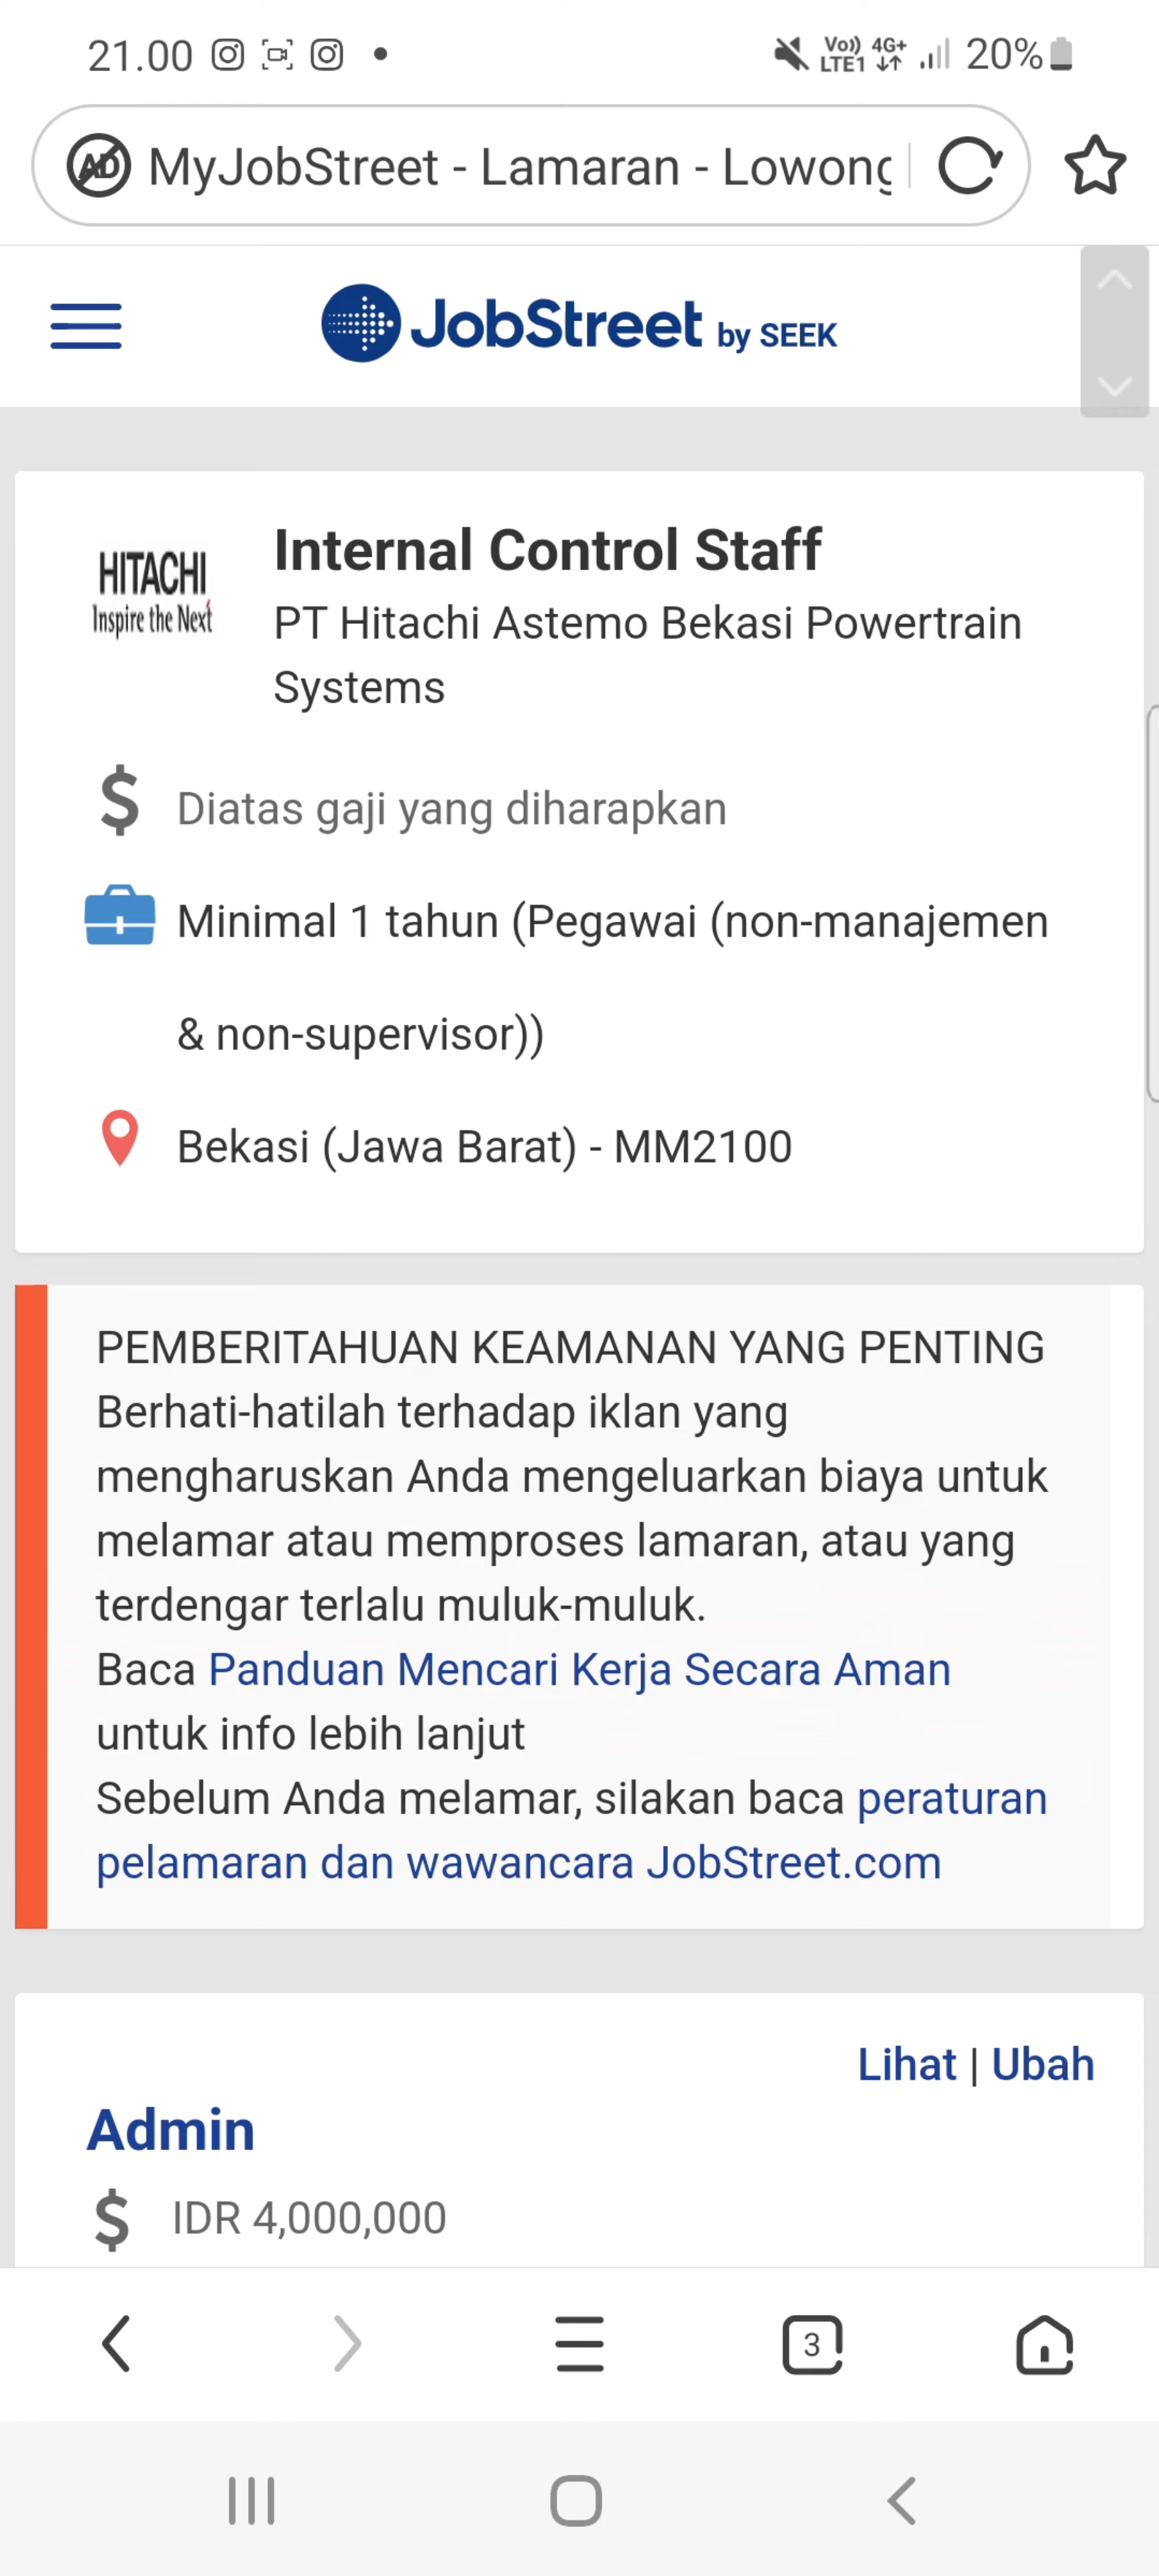 21.00
Vo)) 4G+
LTE1
20%
AD MyJobStreet - Lamaran - Lowong
JobStreet by SEEK
HITACHI
Inspire the Next
Internal Control Staff
PT Hitachi Astemo Bekasi Powertrain
Systems
$ Diatas gaji yang diharapkan
Minimal 1 tahun (Pegawai (non-manajemen
& non-supervisor))
Bekasi (Jawa Barat) - MM2100
PEMBERITAHUAN KEAMANAN YANG PENTING
Berhati-hatilah terhadap iklan yang
mengharuskan Anda mengeluarkan biaya untuk
melamar atau memproses lamaran, atau yang
terdengar terlalu muluk-muluk.
Baca Panduan Mencari Kerja Secara Aman
untuk info lebih lanjut
Sebelum Anda melamar, silakan baca peraturan
pelamaran dan wawancara JobStreet.com
Lihat | Ubah
Admin
$ IDR 4,000,000
3